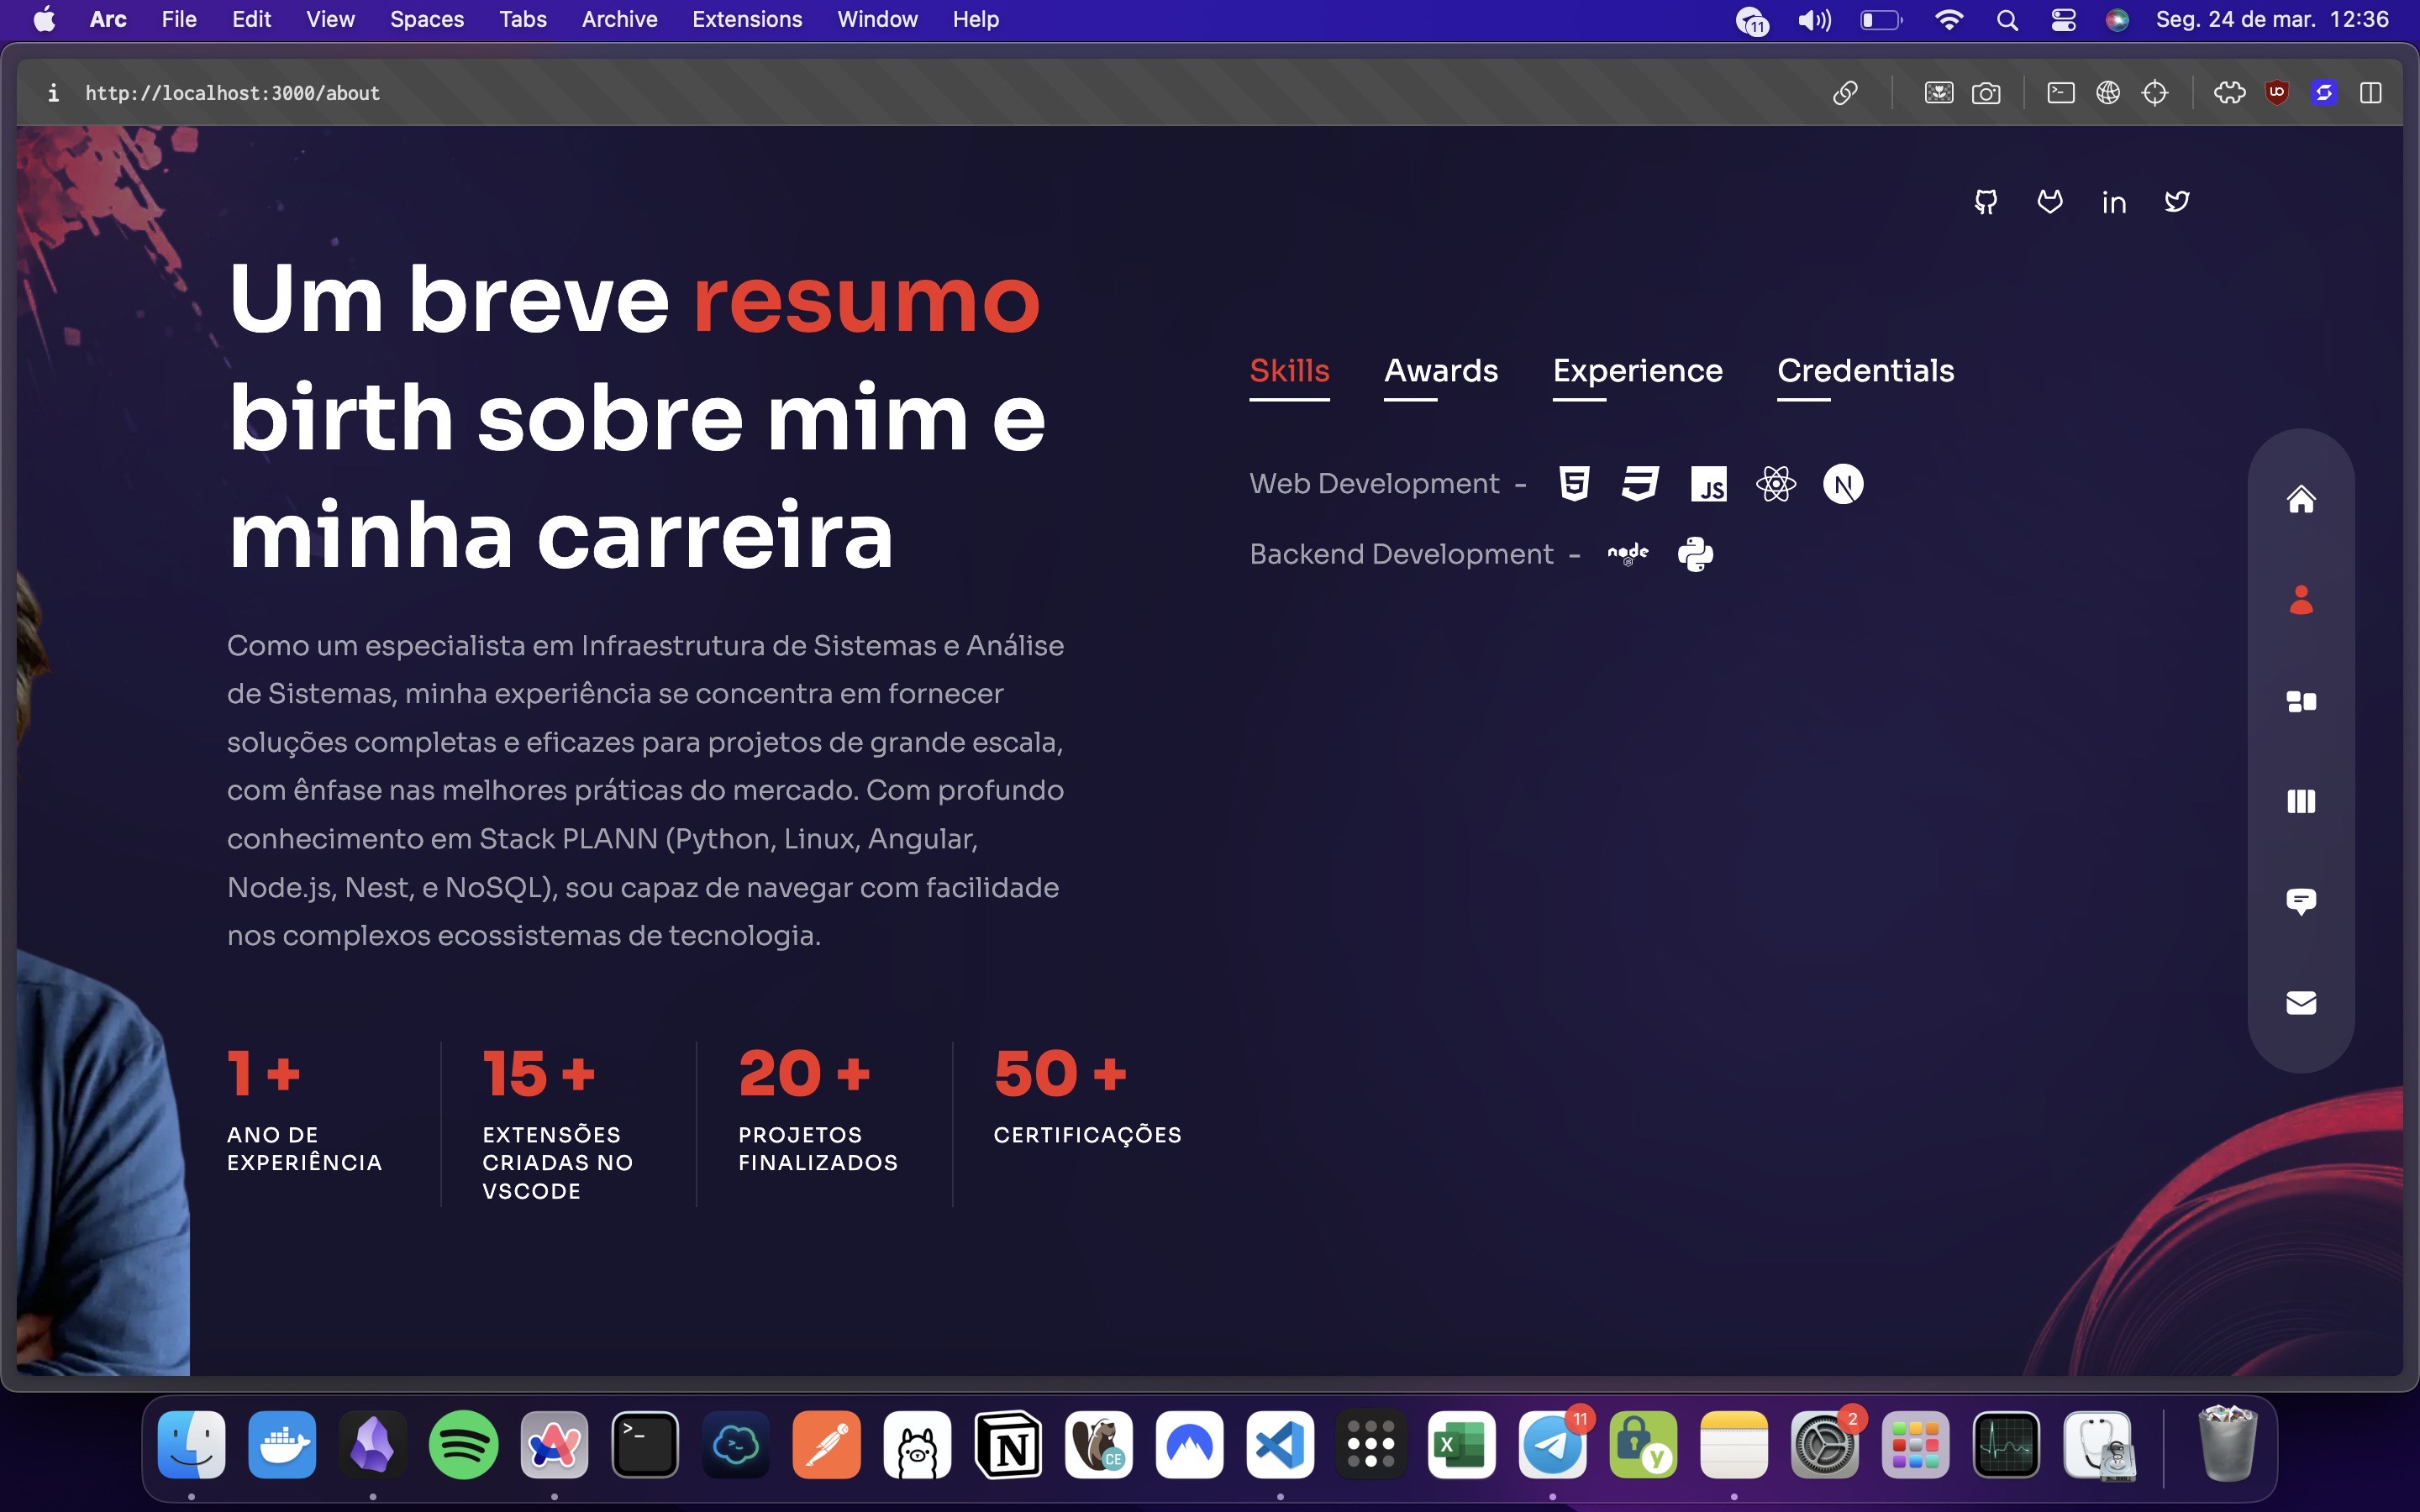 Arc File Edit View Spaces Tabs Archive Extensions Window Help 11 Seg. 24 de mar. 12:36
http://localhost:3000/about
Um breve resumo
birth sobre mim e
minha carreira
Como um especialista em Infraestrutura de Sistemas e Análise
de Sistemas, minha experiência se concentra em fornecer
soluções completas e eficazes para projetos de grande escala,
com ênfase nas melhores práticas do mercado. Com profundo
conhecimento em Stack PLANN (Python, Linux, Angular,
Node.js, Nest, e NoSQL), sou capaz de navegar com facilidade
nos complexos ecossistemas de tecnologia.
1 +
ANO DE
EXPERIÊNCIA
15 +
EXTENSÕES
CRIADAS NO
VSCODE
20 +
PROJETOS
FINALIZADOS
50 +
CERTIFICAÇÕES
in
Skills Awards Experience Credentials
Web Development - 5 3 JS N
Backend Development - node
JS
>_ N CE X 11 y 2